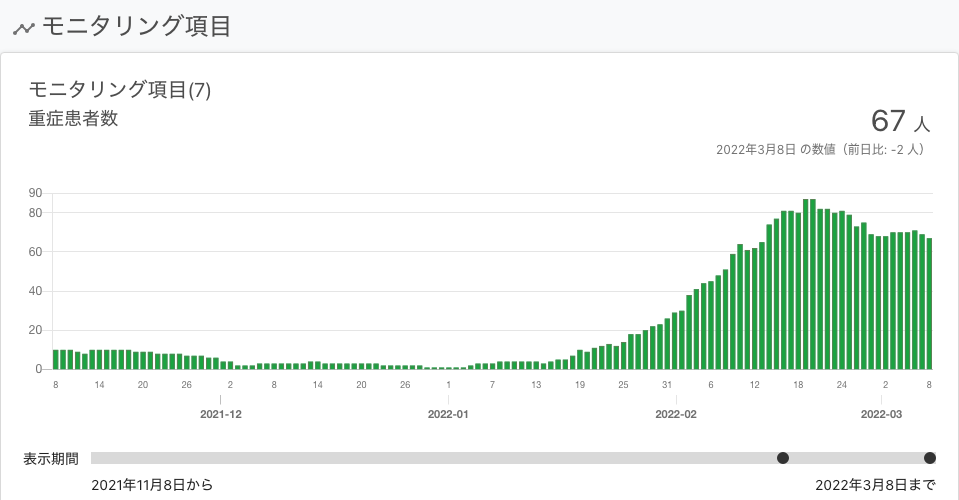 モニタリング項目
モニタリング項目(7)
重症患者数
67 人
2022年3月8日 の数値（前日比: -2 人）
90
80
60
40
20
0
8 14 20 26 2 8 14 20 26 1 7 13 19 25 31 6 12 18 24 2 8
2021-12 2022-01 2022-02 2022-03
表示期間
2021年11月8日から 2022年3月8日まで